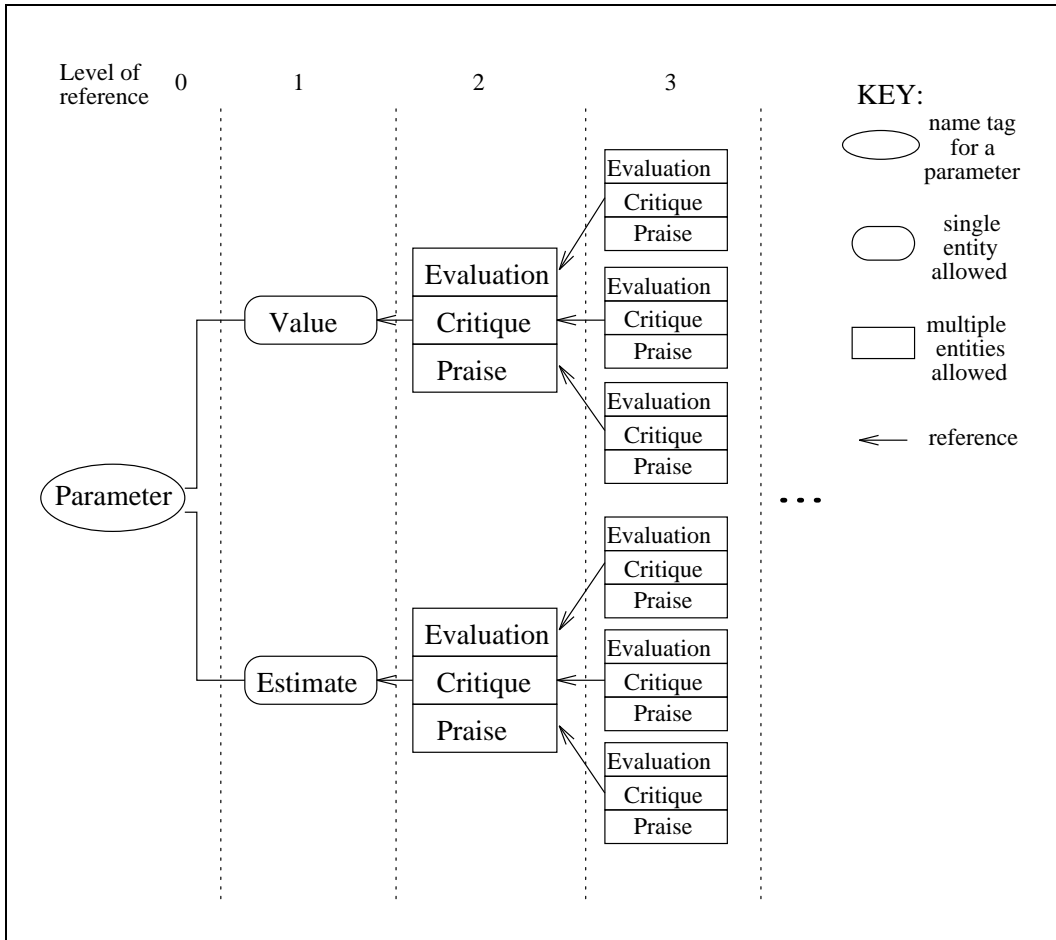 Level of
reference
0
1
2
3
KEY:
name tag
for a
parameter
single
entity
allowed
multiple
entities
allowed
reference
Parameter
Value
Evaluation
Critique
Praise
Evaluation
Critique
Praise
Evaluation
Critique
Praise
Evaluation
Critique
Praise
Estimate
Evaluation
Critique
Praise
Evaluation
Critique
Praise
Evaluation
Critique
Praise
Evaluation
Critique
Praise
...